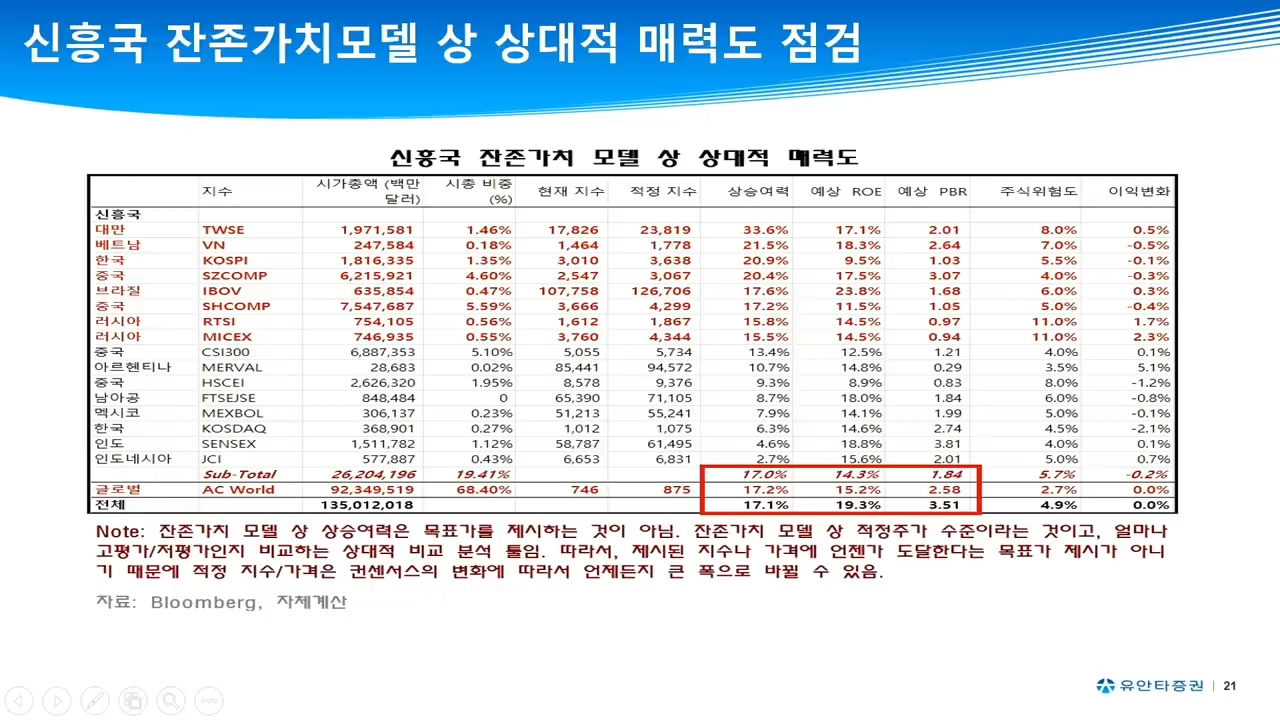 신흥국 잔존가치모델 상 상대적 매력도 점검
신흥국 잔존가치 모델 상 상대적 매력도
지수 시가총액 (백만 달러) 시총 비중 (%) 현재 지수 적정 지수 상승여력 예상 ROE 예상 PBR 주식위험도 이익변화
신흥국
대만 TWSE 1,971,581 1.46% 17,826 23,819 33.6% 17.1% 2.01 8.0% 0.5%
베트남 VN 247,584 0.18% 1,464 1,778 21.5% 18.3% 2.64 7.0% -0.5%
한국 KOSPI 1,816,335 1.35% 3,010 3,638 20.9% 9.5% 1.03 5.5% -0.1%
중국 SZCOMP 6,215,921 4.60% 2,547 3,067 20.4% 17.5% 3.07 4.0% -0.3%
브라질 IBOV 635,854 0.47% 107,758 126,706 17.6% 23.8% 1.68 6.0% 0.3%
중국 SHCOMP 7,547,687 5.59% 3,666 4,299 17.2% 11.5% 1.05 5.0% -0.4%
러시아 RTSI 754,105 0.56% 1,612 1,867 15.8% 14.5% 0.97 11.0% 1.7%
러시아 MICEX 746,935 0.55% 3,760 4,344 15.5% 14.5% 0.94 11.0% 2.3%
중국 CSI300 6,887,353 5.10% 5,055 5,734 13.4% 12.5% 1.21 4.0% 0.1%
아르헨티나 MERVAL 28,683 0.02% 85,441 94,572 10.7% 14.8% 0.29 3.5% 5.1%
중국 HSCEI 2,626,320 1.95% 8,578 9,376 9.3% 8.9% 0.83 8.0% -1.2%
남아공 FTSEJSE 848,484 0 65,390 71,105 8.7% 18.0% 1.84 6.0% -0.8%
멕시코 MEXBOL 306,137 0.23% 51,213 55,241 7.9% 14.1% 1.99 5.0% -0.1%
한국 KOSDAQ 368,901 0.27% 1,012 1,075 6.3% 14.6% 2.74 4.5% -2.1%
인도 SENSEX 1,511,782 1.12% 58,787 61,495 4.6% 18.8% 3.81 4.0% 0.1%
인도네시아 JCI 577,887 0.43% 6,653 6,831 2.7% 15.6% 2.01 5.0% 0.7%
Sub-Total 26,204,196 19.41% 17.0% 14.3% 1.84 5.7% -0.2%
글로벌 AC World 92,349,519 68.40% 746 875 17.2% 15.2% 2.58 2.7% 0.0%
전체 135,012,018 17.1% 19.3% 3.51 4.9% 0.0%
Note: 잔존가치 모델 상 상승여력은 목표가를 제시하는 것이 아님. 잔존가치 모델 상 적정주가 수준이라는 것이고, 얼마나
고평가/저평가인지 비교하는 상대적 비교 분석 툴임. 따라서, 제시된 지수나 가격에 언젠가 도달한다는 목표가 제시가 아니
기 때문에 적정 지수/가격은 컨센서스의 변화에 따라서 언제든지 큰 폭으로 바뀔 수 있음.
자료: Bloomberg, 자체계산
유안타증권 21